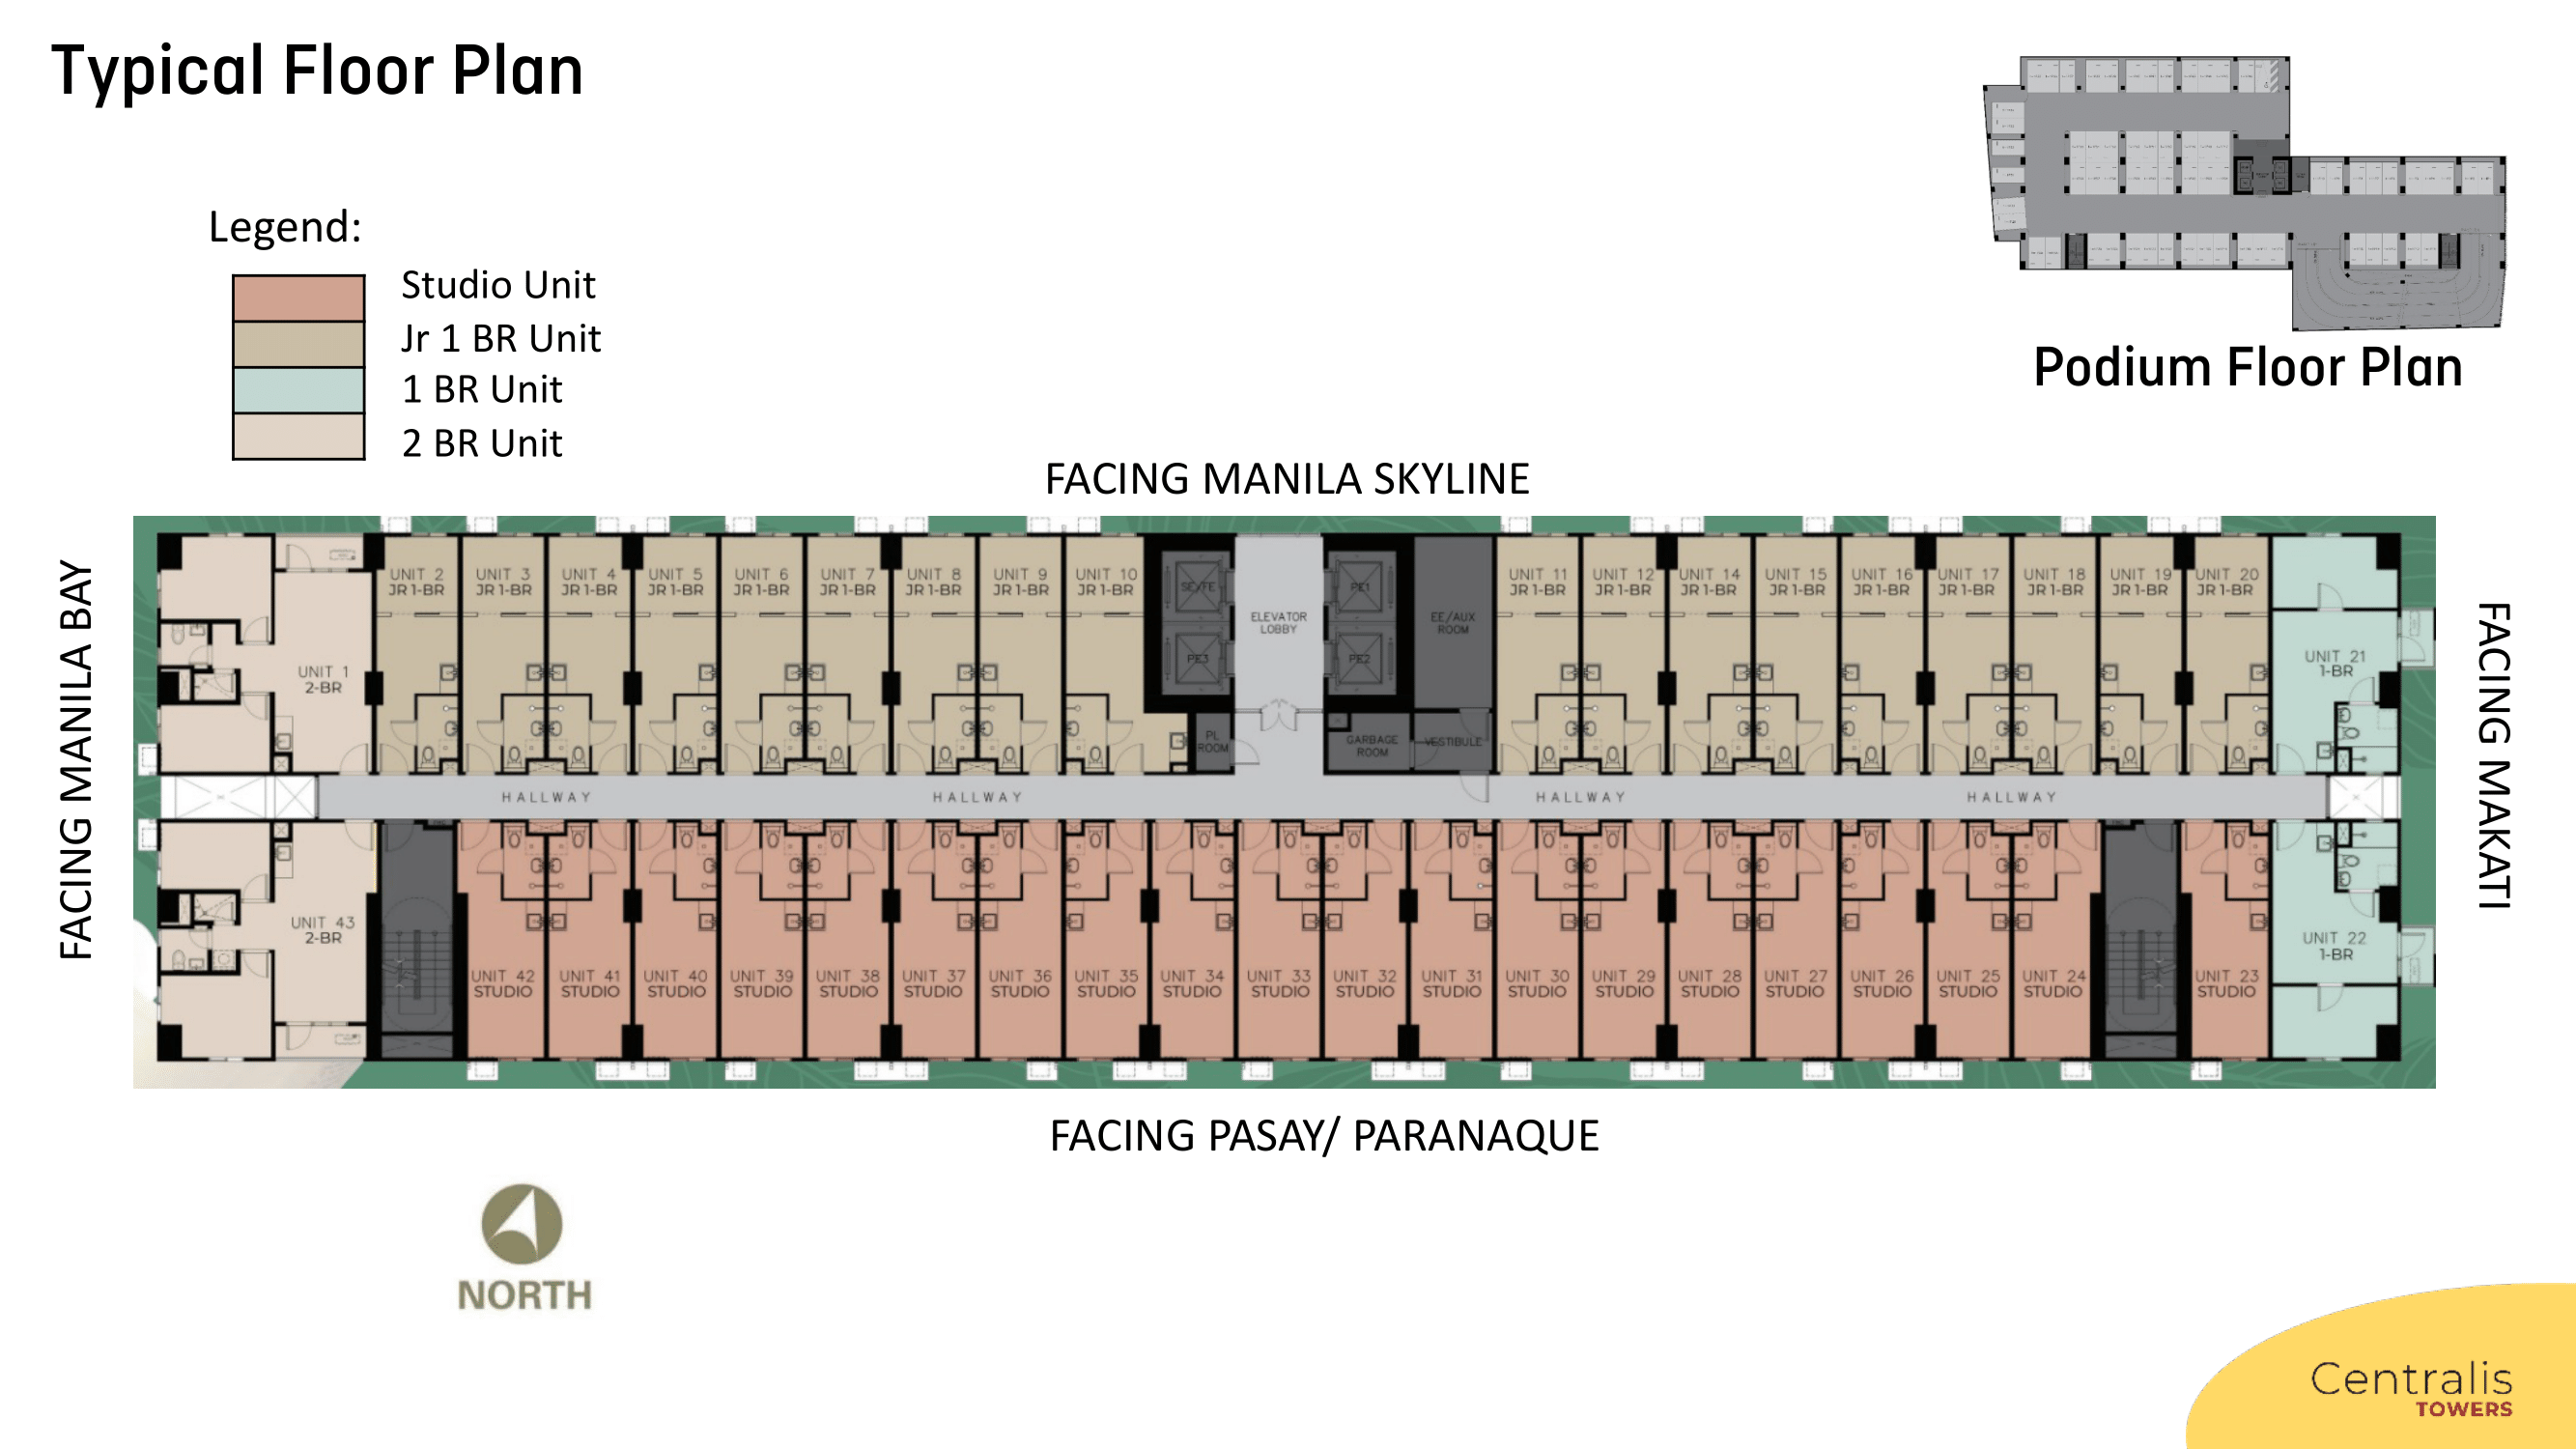 Typical Floor Plan
Legend:
Studio Unit
Jr 1 BR Unit
1 BR Unit
2 BR Unit
Podium Floor Plan
FACING MANILA SKYLINE
FACING MANILA BAY
FACING MAKATI
UNIT 1
2-BR
UNIT 2
JR 1-BR
UNIT 3
JR 1-BR
UNIT 4
JR 1-BR
UNIT 5
JR 1-BR
UNIT 6
JR 1-BR
UNIT 7
JR 1-BR
UNIT 8
JR 1-BR
UNIT 9
JR 1-BR
UNIT 10
JR 1-BR
SE/FE
PE3
ELEVATOR
LOBBY
PE1
PE2
EE/AUX
ROOM
PL
ROOM
GARBAGE
ROOM
VESTIBULE
UNIT 11
JR 1-BR
UNIT 12
JR 1-BR
UNIT 14
JR 1-BR
UNIT 15
JR 1-BR
UNIT 16
JR 1-BR
UNIT 17
JR 1-BR
UNIT 18
JR 1-BR
UNIT 19
JR 1-BR
UNIT 20
JR 1-BR
UNIT 21
1-BR
HALLWAY
HALLWAY
HALLWAY
HALLWAY
UNIT 43
2-BR
UNIT 42
STUDIO
UNIT 41
STUDIO
UNIT 40
STUDIO
UNIT 39
STUDIO
UNIT 38
STUDIO
UNIT 37
STUDIO
UNIT 36
STUDIO
UNIT 35
STUDIO
UNIT 34
STUDIO
UNIT 33
STUDIO
UNIT 32
STUDIO
UNIT 31
STUDIO
UNIT 30
STUDIO
UNIT 29
STUDIO
UNIT 28
STUDIO
UNIT 27
STUDIO
UNIT 26
STUDIO
UNIT 25
STUDIO
UNIT 24
STUDIO
UNIT 23
STUDIO
UNIT 22
1-BR
FACING PASAY/ PARANAQUE
NORTH
Centralis
TOWERS